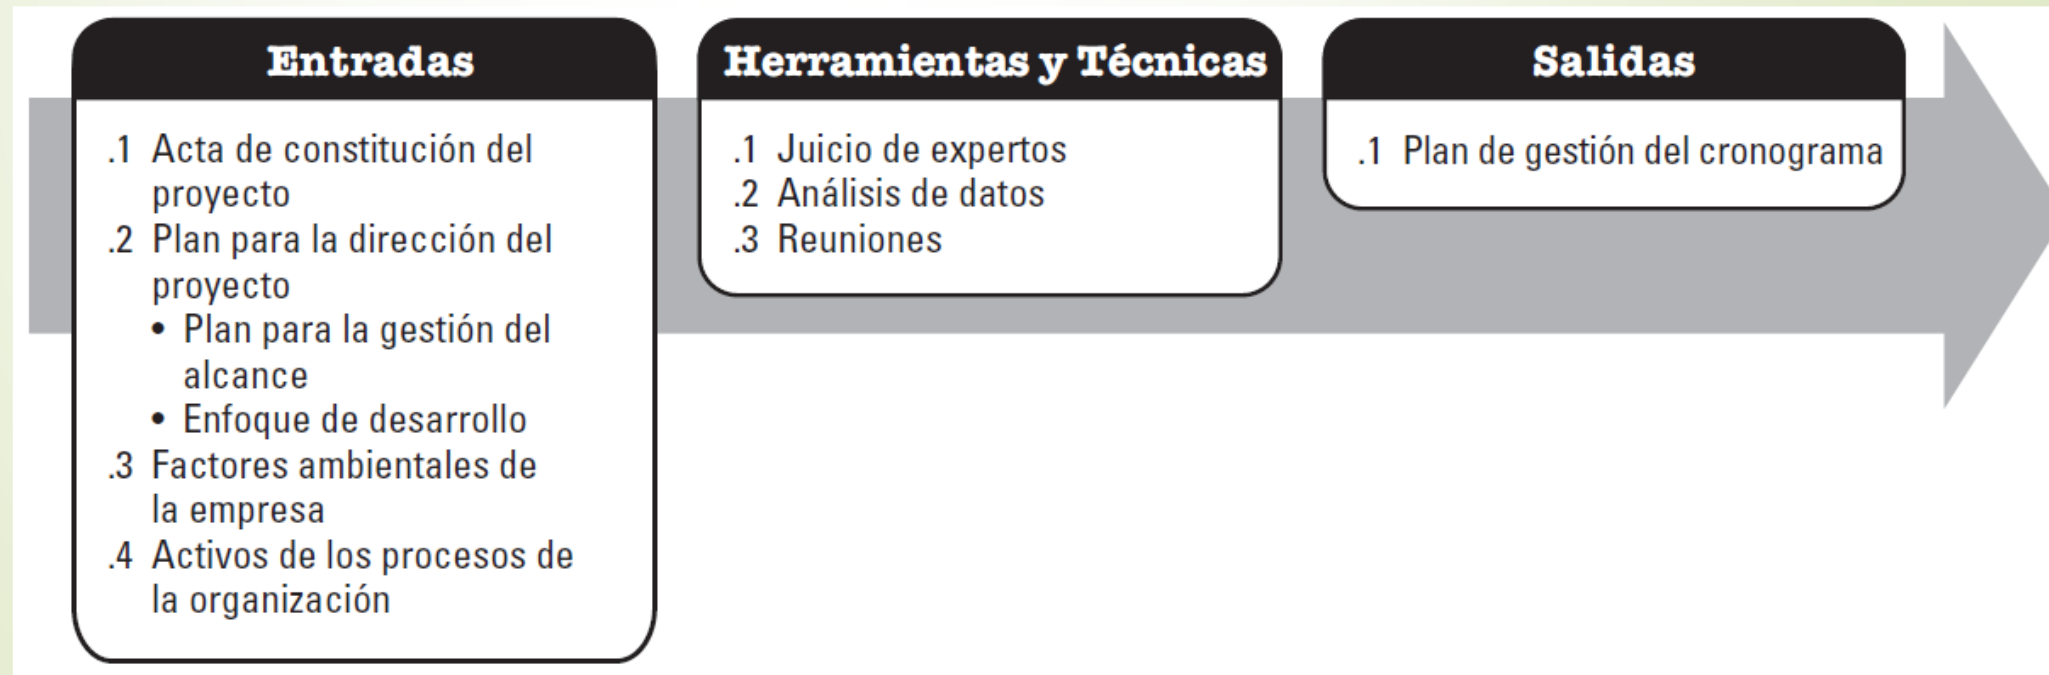 Entradas
.1 Acta de constitución del
proyecto
.2 Plan para la dirección del
proyecto
• Plan para la gestión del
alcance
• Enfoque de desarrollo
.3 Factores ambientales de
la empresa
.4 Activos de los procesos de
la organización
Herramientas y Técnicas
.1 Juicio de expertos
.2 Análisis de datos
.3 Reuniones
Salidas
.1 Plan de gestión del cronograma